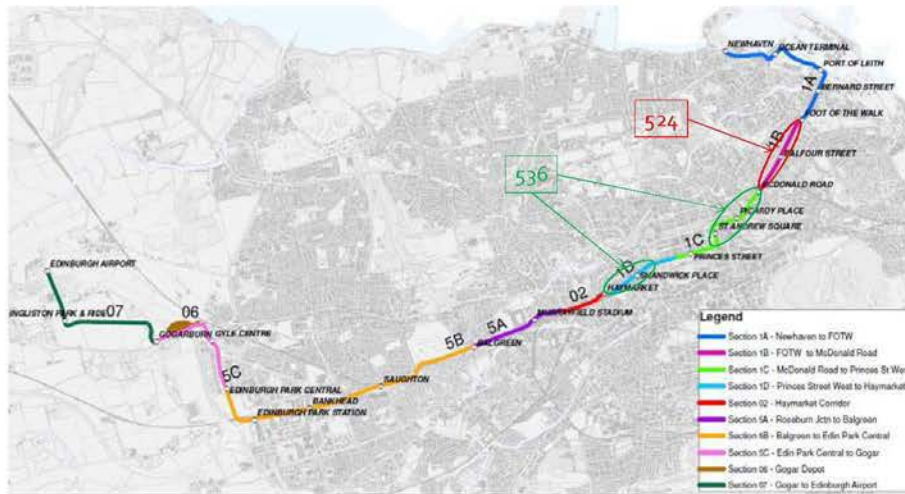 NEWHAVEN
OCEAN TERMINAL
PORT OF LEITH
1A
BERNARD STREET
FOOT OF THE WALK
524
1B
BALFOUR STREET
536
MCDONALD ROAD
PICARDY PLACE
ST ANDREW SQUARE
1C
PRINCES STREET
1D
SHANDWICK PLACE
HAYMARKET
EDINBURGH AIRPORT
02
INGLISTON PARK & RIDE
07
06
MURRAYFIELD STADIUM
GOGARBURN
GYLE CENTRE
5A
5B
BALGREEN
5C
SAUGHTON
EDINBURGH PARK CENTRAL
BANKHEAD
EDINBURGH PARK STATION
Legend
Section 1A - Newhaven to FOTW
Section 1B - FOTW to McDonald Road
Section 1C - McDonald Road to Princes St Wes
Section 1D - Princes Street West to Haymarket
Section 02 - Haymarket Corridor
Section 5A - Roseburn Jctn to Balgreen
Section 5B - Balgreen to Edin Park Central
Section 5C - Edin Park Central to Gogar
Section 06 - Gogar Depot
Section 07 - Gogar to Edinburgh Airport